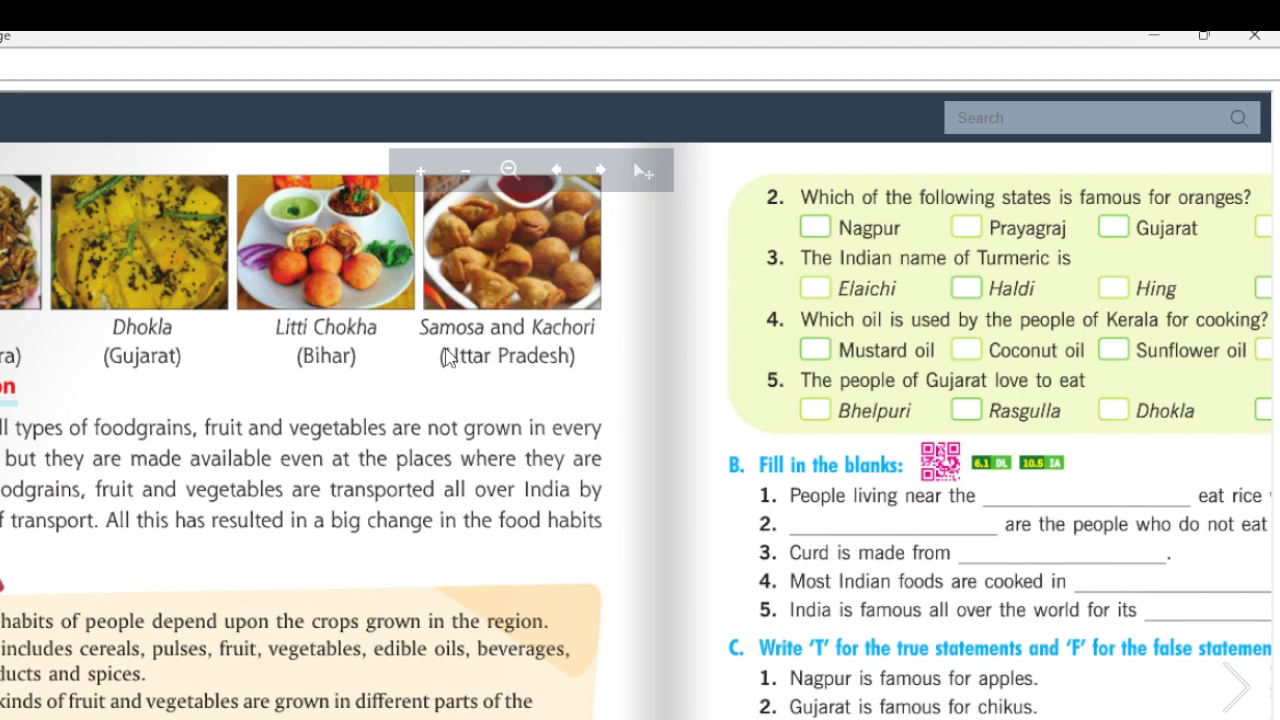 ge
Search
Dhokla
(Gujarat)
Litti Chokha
(Bihar)
Samosa and Kachori
(Uttar Pradesh)
ra)
on
ll types of foodgrains, fruit and vegetables are not grown in every
but they are made available even at the places where they are
odgrains, fruit and vegetables are transported all over India by
f transport. All this has resulted in a big change in the food habits
habits of people depend upon the crops grown in the region.
includes cereals, pulses, fruit, vegetables, edible oils, beverages,
ducts and spices.
kinds of fruit and vegetables are grown in different parts of the
2. Which of the following states is famous for oranges?
Nagpur Prayagraj Gujarat
3. The Indian name of Turmeric is
Elaichi Haldi Hing
4. Which oil is used by the people of Kerala for cooking?
Mustard oil Coconut oil Sunflower oil
5. The people of Gujarat love to eat
Bhelpuri Rasgulla Dhokla
B. Fill in the blanks: 6.1 DL 10.5 IA
1. People living near the ____________ eat rice
2. ____________ are the people who do not eat
3. Curd is made from ____________.
4. Most Indian foods are cooked in ____________
5. India is famous all over the world for its ____________
C. Write ‘T’ for the true statements and ‘F’ for the false statemen
1. Nagpur is famous for apples.
2. Gujarat is famous for chikus.